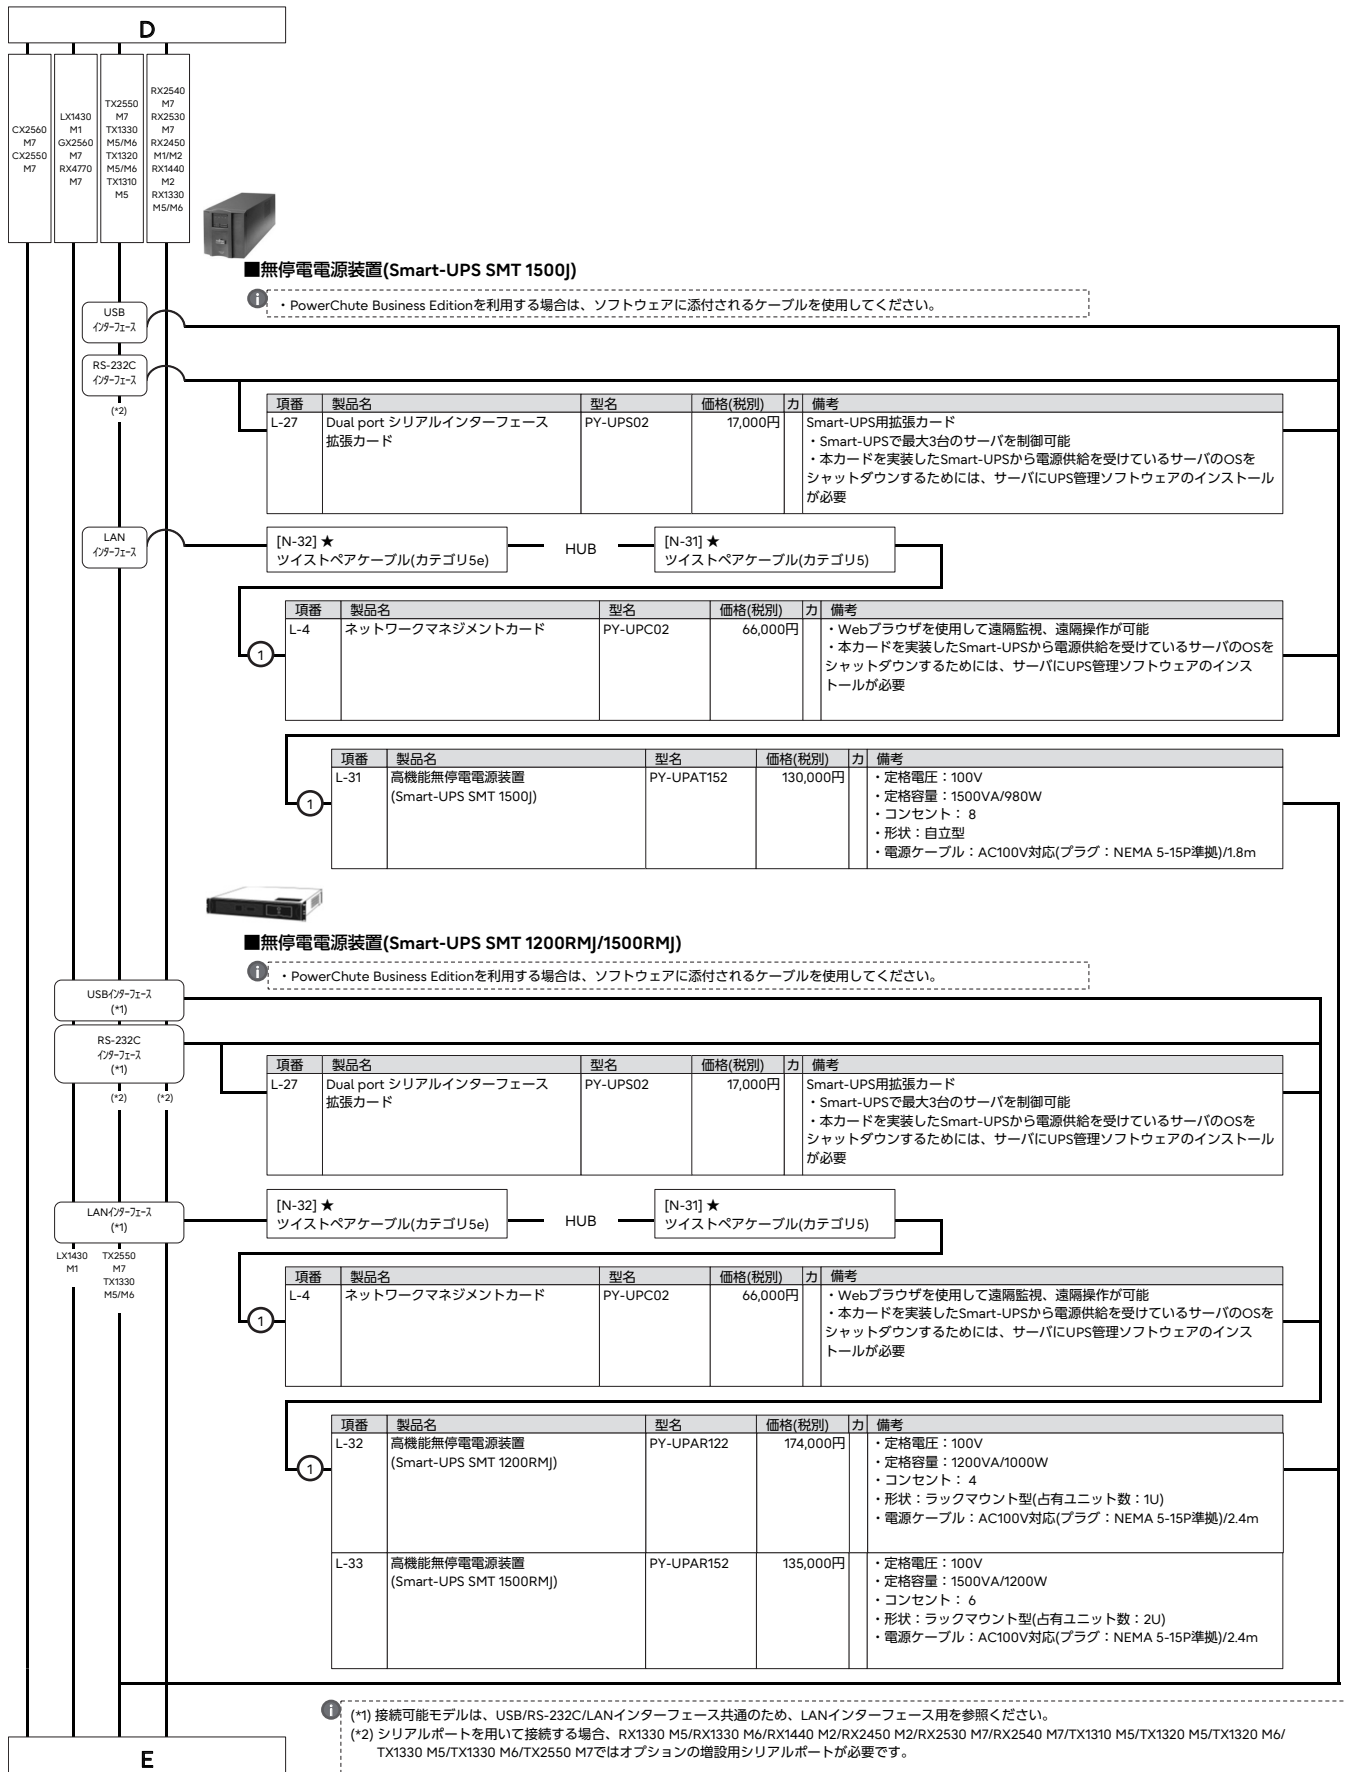 D
CX2560
M7
CX2550
M7
LX1430
M1
GX2560
M7
RX4770
M7
TX2550
M7
TX1330
M5/M6
TX1320
M5/M6
TX1310
M5
RX2540
M7
RX2530
M7
RX2450
M1/M2
RX1440
M2
RX1330
M5/M6
■無停電電源装置(Smart-UPS SMT 1500J)
i ・PowerChute Business Editionを利用する場合は、ソフトウェアに添付されるケーブルを使用してください。
USB
インターフェース
RS-232C
インターフェース
(*2)
項番 製品名 型名 価格(税別) カ 備考
L-27 Dual port シリアルインターフェース PY-UPS02 17,000円 Smart-UPS用拡張カード
拡張カード ・Smart-UPSで最大3台のサーバを制御可能
・本カードを実装したSmart-UPSから電源供給を受けているサーバのOSを
シャットダウンするためには、サーバにUPS管理ソフトウェアのインストール
が必要
LAN
インターフェース
[N-32] ★
ツイストペアケーブル(カテゴリ5e)
HUB
[N-31] ★
ツイストペアケーブル(カテゴリ5)
項番 製品名 型名 価格(税別) カ 備考
1
L-4 ネットワークマネジメントカード PY-UPC02 66,000円 ・Webブラウザを使用して遠隔監視、遠隔操作が可能
・本カードを実装したSmart-UPSから電源供給を受けているサーバのOSを
シャットダウンするためには、サーバにUPS管理ソフトウェアのインス
トールが必要
項番 製品名 型名 価格(税別) カ 備考
1
L-31 高機能無停電電源装置 PY-UPAT152 130,000円 ・定格電圧：100V
(Smart-UPS SMT 1500J) ・定格容量：1500VA/980W
・コンセント： 8
・形状：自立型
・電源ケーブル：AC100V対応(プラグ：NEMA 5-15P準拠)/1.8m
■無停電電源装置(Smart-UPS SMT 1200RMJ/1500RMJ)
i ・PowerChute Business Editionを利用する場合は、ソフトウェアに添付されるケーブルを使用してください。
USBインターフェース
(*1)
RS-232C
インターフェース
(*1)
(*2) (*2)
項番 製品名 型名 価格(税別) カ 備考
L-27 Dual port シリアルインターフェース PY-UPS02 17,000円 Smart-UPS用拡張カード
拡張カード ・Smart-UPSで最大3台のサーバを制御可能
・本カードを実装したSmart-UPSから電源供給を受けているサーバのOSを
シャットダウンするためには、サーバにUPS管理ソフトウェアのインストール
が必要
LANインターフェース
(*1)
LX1430
M1
TX2550
M7
TX1330
M5/M6
[N-32] ★
ツイストペアケーブル(カテゴリ5e)
HUB
[N-31] ★
ツイストペアケーブル(カテゴリ5)
項番 製品名 型名 価格(税別) カ 備考
1
L-4 ネットワークマネジメントカード PY-UPC02 66,000円 ・Webブラウザを使用して遠隔監視、遠隔操作が可能
・本カードを実装したSmart-UPSから電源供給を受けているサーバのOSを
シャットダウンするためには、サーバにUPS管理ソフトウェアのインス
トールが必要
項番 製品名 型名 価格(税別) カ 備考
1
L-32 高機能無停電電源装置 PY-UPAR122 174,000円 ・定格電圧：100V
(Smart-UPS SMT 1200RMJ) ・定格容量：1200VA/1000W
・コンセント： 4
・形状：ラックマウント型(占有ユニット数：1U)
・電源ケーブル：AC100V対応(プラグ：NEMA 5-15P準拠)/2.4m
L-33 高機能無停電電源装置 PY-UPAR152 135,000円 ・定格電圧：100V
(Smart-UPS SMT 1500RMJ) ・定格容量：1500VA/1200W
・コンセント： 6
・形状：ラックマウント型(占有ユニット数：2U)
・電源ケーブル：AC100V対応(プラグ：NEMA 5-15P準拠)/2.4m
i (*1) 接続可能モデルは、USB/RS-232C/LANインターフェース共通のため、LANインターフェース用を参照ください。
(*2) シリアルポートを用いて接続する場合、RX1330 M5/RX1330 M6/RX1440 M2/RX2450 M2/RX2530 M7/RX2540 M7/TX1310 M5/TX1320 M5/TX1320 M6/
TX1330 M5/TX1330 M6/TX2550 M7ではオプションの増設用シリアルポートが必要です。
E